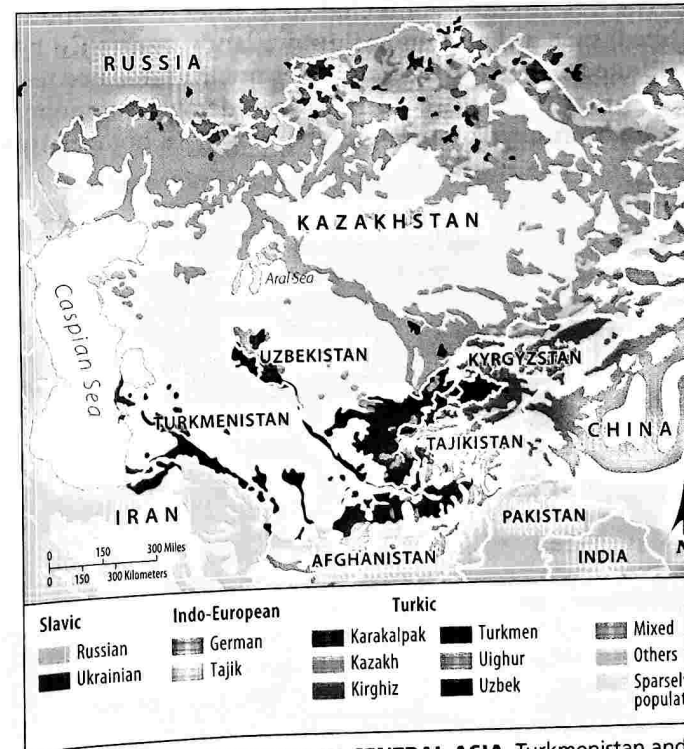 RUSSIA
KAZAKHSTAN
Aral Sea
Caspian Sea
UZBEKISTAN
KYRGYZSTAN
TURKMENISTAN
TAJIKISTAN
CHINA
IRAN
PAKISTAN
AFGHANISTAN
INDIA
N
0 150 300 Miles
0 150 300 Kilometers
Slavic
Russian
Ukrainian
Indo-European
German
Tajik
Turkic
Karakalpak
Kazakh
Kirghiz
Turkmen
Uighur
Uzbek
Mixed
Others
Sparsel
populat
CENTRAL ASIA Turkmenistan and